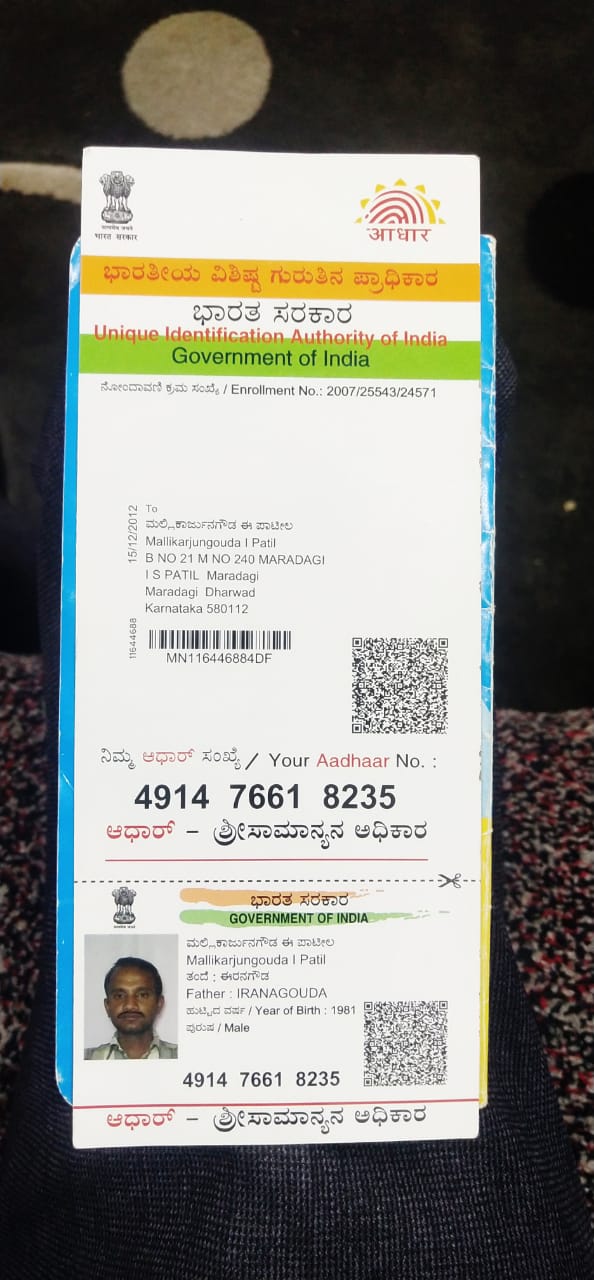 भारत सरकार
आधार
ಭಾರತೀಯ ವಿಶಿಷ್ಟ ಗುರುತಿನ ಪ್ರಾಧಿಕಾರ
ಭಾರತ ಸರಕಾರ
Unique Identification Authority of India
Government of India
ನೋಂದಾವಣಿ ಕ್ರಮ ಸಂಖ್ಯೆ / Enrollment No.: 2007/25543/24571
15/12/2012
To
ಮಲ್ಲಿಕಾರ್ಜುನಗೌಡ ಈ ಪಾಟೀಲ
Mallikarjungouda I Patil
B NO 21 M NO 240 MARADAGI
I S PATIL Maradagi
Maradagi Dharwad
Karnataka 580112
11644688
MN116446884DF
ನಿಮ್ಮ ಆಧಾರ್ ಸಂಖ್ಯೆ / Your Aadhaar No. :
4914 7661 8235
ಆಧಾರ್ – ಶ್ರೀಸಾಮಾನ್ಯನ ಅಧಿಕಾರ
ಭಾರತ ಸರಕಾರ
GOVERNMENT OF INDIA
ಮಲ್ಲಿಕಾರ್ಜುನಗೌಡ ಈ ಪಾಟೀಲ
Mallikarjungouda I Patil
ತಂದೆ : ಈರನಗೌಡ
Father : IRANAGOUDA
ಹುಟ್ಟಿದ ವರ್ಷ / Year of Birth : 1981
ಪುರುಷ / Male
4914 7661 8235
ಆಧಾರ್ – ಶ್ರೀಸಾಮಾನ್ಯನ ಅಧಿಕಾರ